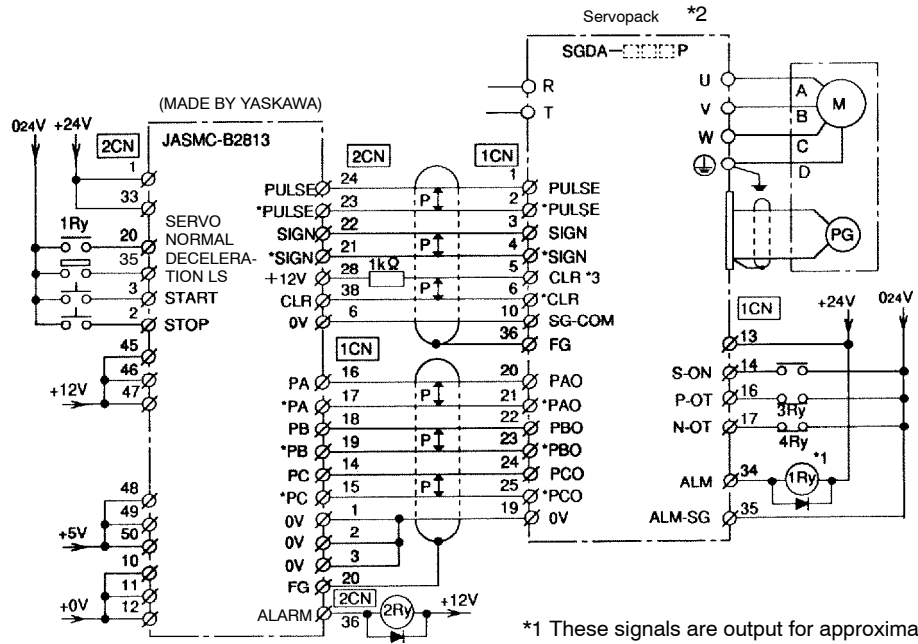 Servopack *2
SGDA- P
R
T
U
V
W
A
B
C
D
M
PG
(MADE BY YASKAWA)
024V +24V
2CN
JASMC-B2813
1
33
1Ry
20
35
3
2
SERVO
NORMAL
DECELERA-
TION LS
START
STOP
45
46
47
+12V
48
49
50
+5V
10
11
12
+0V
2CN
PULSE 24
*PULSE 23
SIGN 22
*SIGN 21
+12V 28 1kΩ
CLR 38
0V 6
P
P
P
1CN
1 PULSE
2 *PULSE
3 SIGN
4 *SIGN
5 CLR *3
6 *CLR
10 SG-COM
36 FG
1CN
PA 16
*PA 17
PB 18
*PB 19
PC 14
*PC 15
0V 1
0V 2
0V 3
FG 20
P
P
P
20 PAO
21 *PAO
22 PBO
23 *PBO
24 PCO
25 *PCO
19 0V
2CN
ALARM 36 2Ry +12V
1CN +24V 024V
13
S-ON 14
P-OT 16
3Ry
N-OT 17
4Ry
*1
ALM 34 1Ry
ALM-SG 35
*1 These signals are output for approxima